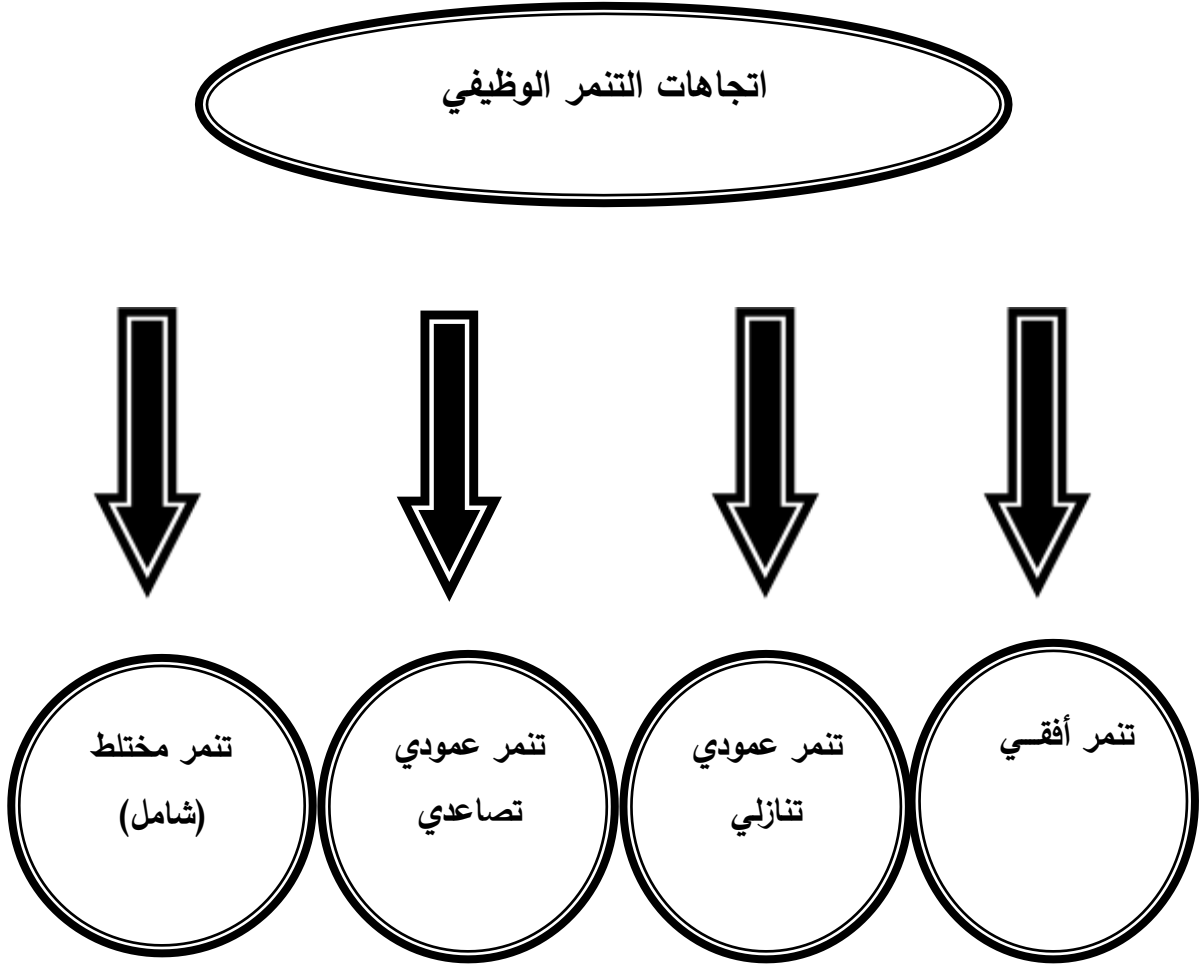 اتجاهات التنمر الوظيفي
تنمر أفقــي
تنمر عمودي
تنازلي
تنمر عمودي
تصاعدي
تنمر مختلط
(شامل)